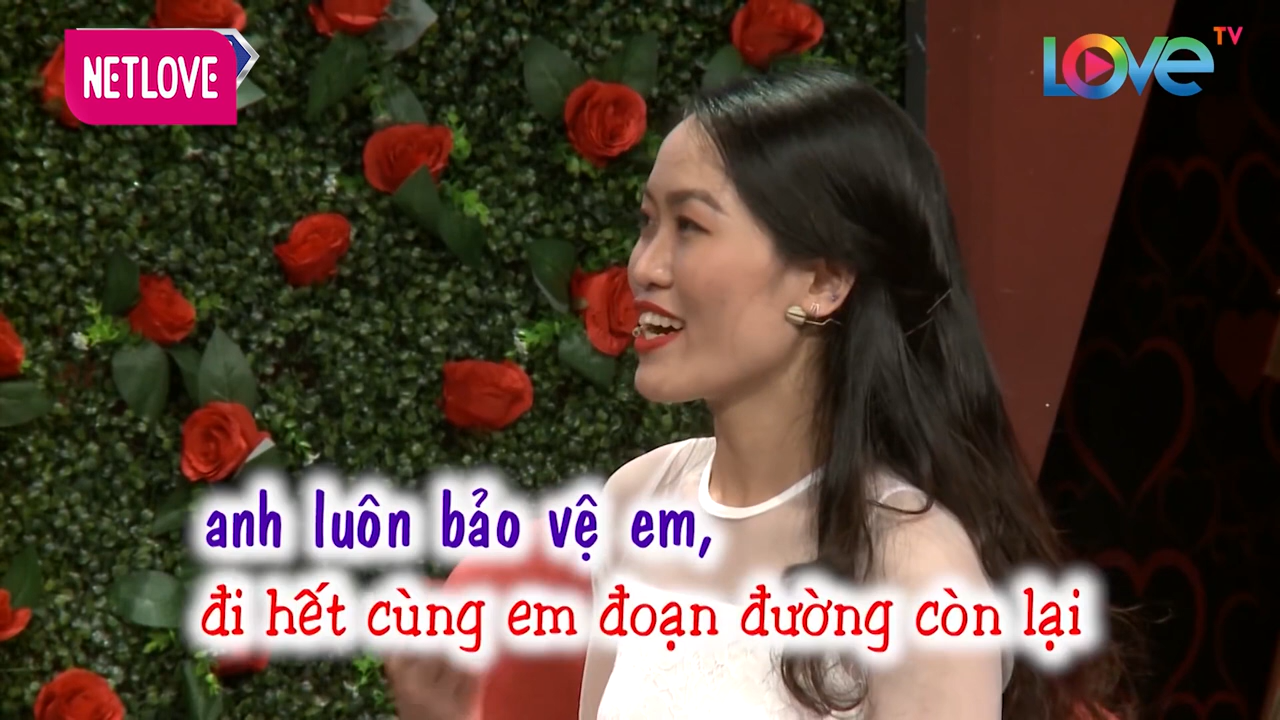 NETLOVE
LOVE TV
anh luôn bảo vệ em,
đi hết cùng em đoạn đường còn lại